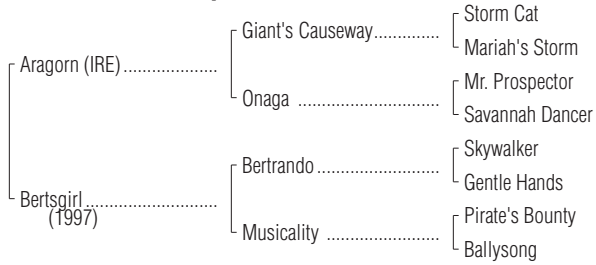 Storm Cat
Giant's Causeway..............
Mariah's Storm
Aragorn (IRE)....................
Mr. Prospector
Onaga ..............................
Savannah Dancer
Skywalker
Bertrando..........................
Gentle Hands
Bertsgirl............................
(1997)
Pirate's Bounty
Musicality ........................
Ballysong